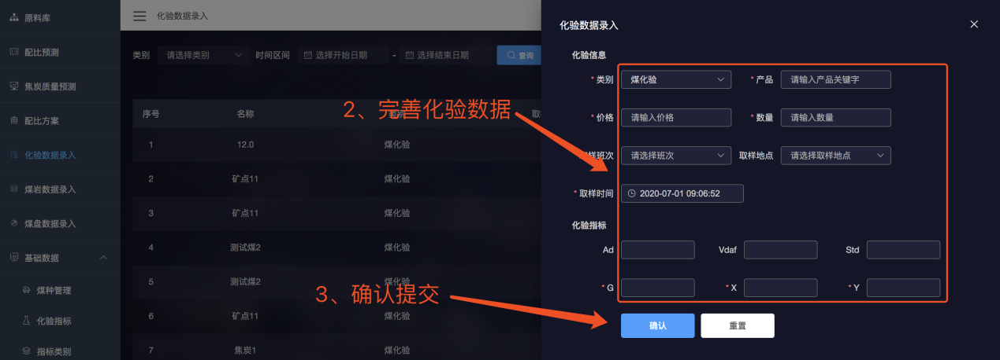 原料库
配比预测
焦炭质量预测
配比方案
化验数据录入
煤岩数据录入
煤盘数据录入
基础数据
煤种管理
化验指标
指标类别
化验数据录入
类别 请选择类别 时间区间 选择开始日期 - 选择结束日期 查询
序号 名称 类别
1 12.0 煤化验
2 矿点11 煤化验
3 矿点11 煤化验
4 测试煤2 煤化验
5 测试煤2 煤化验
6 矿点11 煤化验
7 焦炭1 煤化验
2、完善化验数据
3、确认提交
化验数据录入
化验信息
* 类别 煤化验 * 产品 请输入产品关键字
* 价格 请输入价格 * 数量 请输入数量
样班次 请选择班次 取样地点 请选择取样地点
* 取样时间 2020-07-01 09:06:52
化验指标
Ad Vdaf Std
* G * X * Y
确认 重置